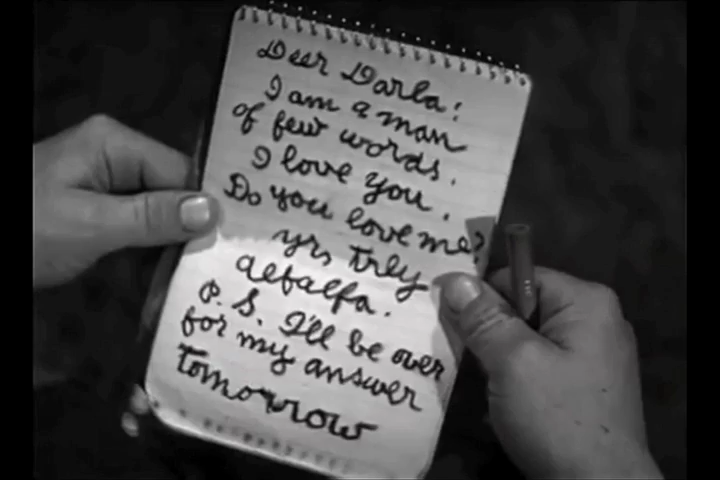 Dear Darla:
I am a man
of few words.
I love you.
Do you love me?
yrs, trly
alfalfa.
P. S. I'll be over
for my answer
tomorrow